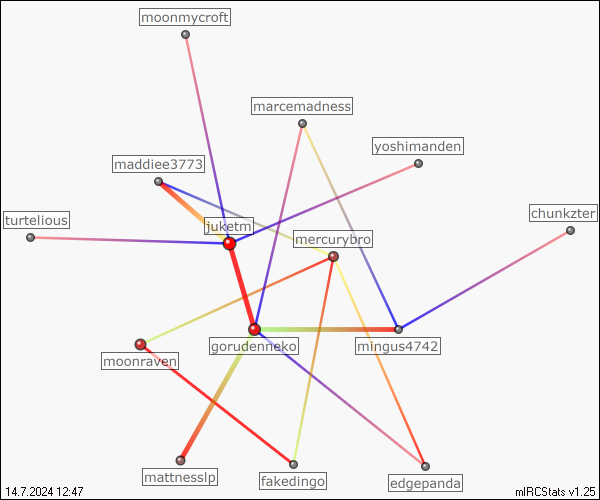 moonmycroft
marcemadness
yoshimanden
maddiee3773
chunkzter
turtelious
juketm
mercurybro
gorudenneko
mingus4742
moonraven
mattnesslp
fakedingo
edgepanda
14.7.2024 12:47
mIRCStats v1.25